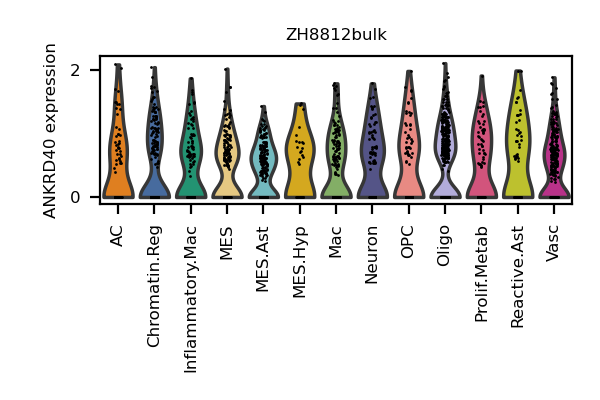 ZH8812bulk
ANKRD40 expression
2
0
AC
Chromatin.Reg
Inflammatory.Mac
MES
MES.Ast
MES.Hyp
Mac
Neuron
OPC
Oligo
Prolif.Metab
Reactive.Ast
Vasc